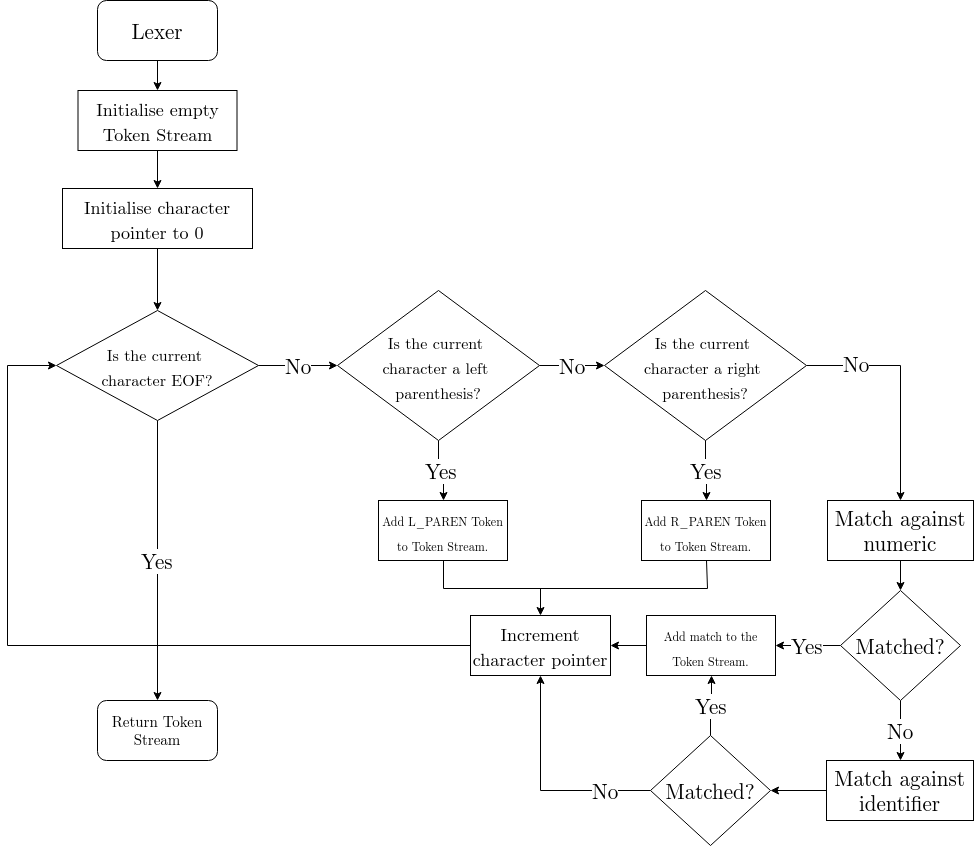 Lexer
Initialise empty
Token Stream
Initialise character
pointer to 0
Is the current
character EOF?
No
Is the current
character a left
parenthesis?
No
Is the current
character a right
parenthesis?
No
Yes
Yes
Add L_PAREN Token
to Token Stream.
Add R_PAREN Token
to Token Stream.
Match against
numeric
Yes
Increment
character pointer
Add match to the
Token Stream.
Yes
Matched?
Return Token
Stream
Yes
No
No
Matched?
Match against
identifier